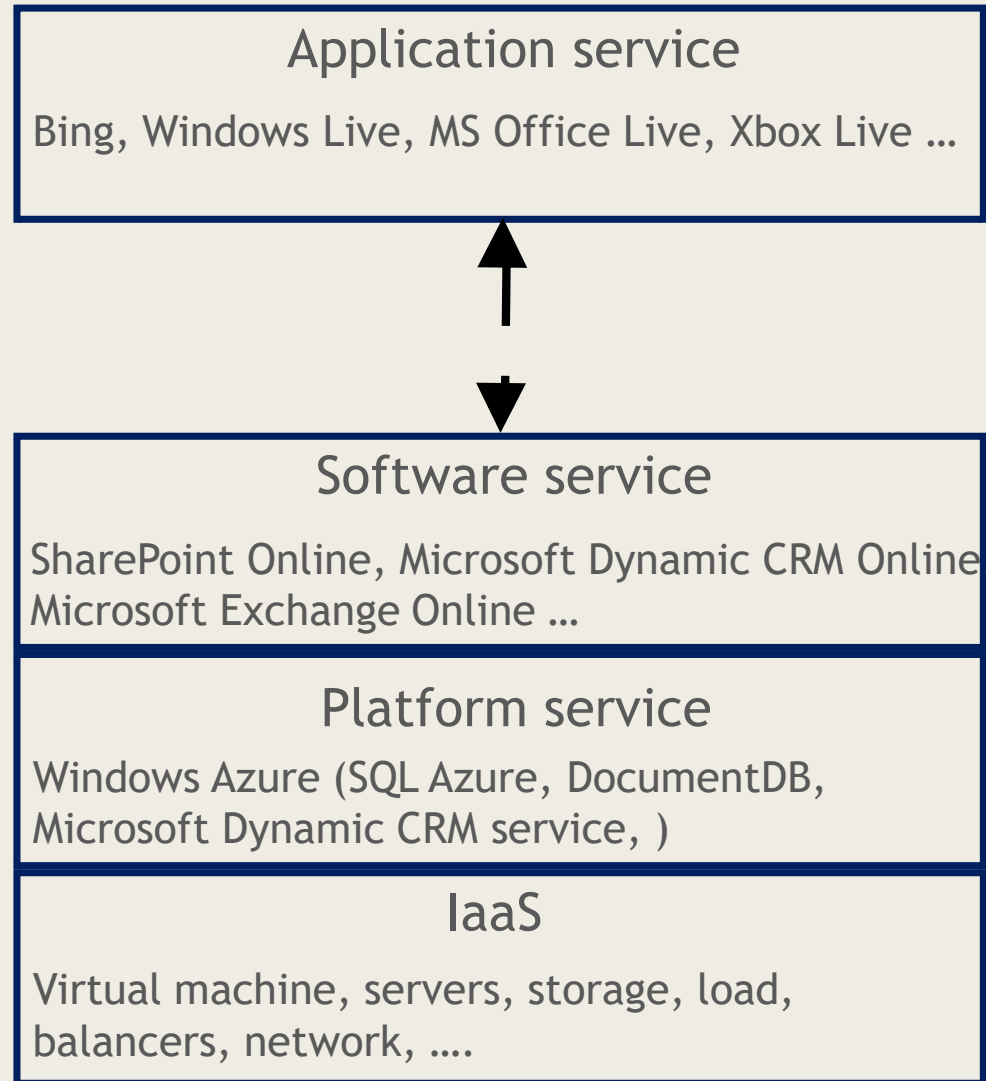 Application service
Bing, Windows Live, MS Office Live, Xbox Live …
Software service
SharePoint Online, Microsoft Dynamic CRM Online
Microsoft Exchange Online …
Platform service
Windows Azure (SQL Azure, DocumentDB,
Microsoft Dynamic CRM service, )
IaaS
Virtual machine, servers, storage, load,
balancers, network, ….